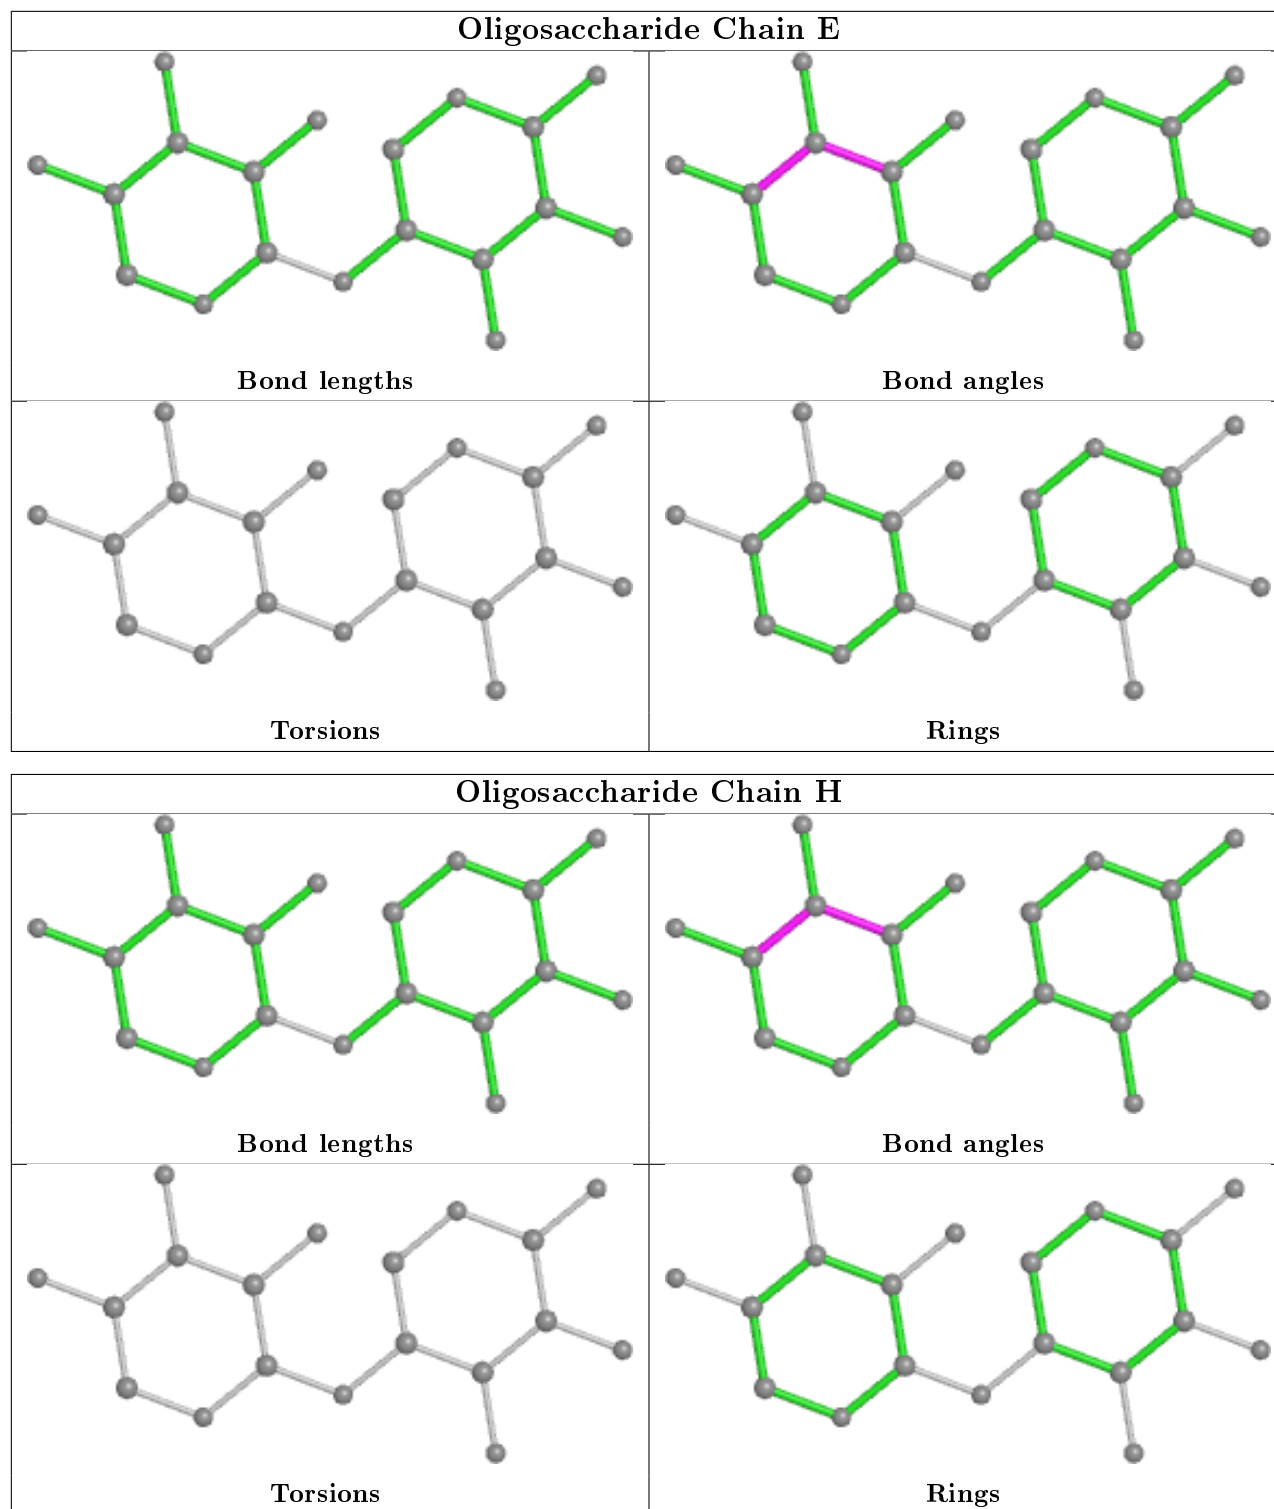 Oligosaccharide Chain E
Bond lengths
Bond angles
Torsions
Rings
Oligosaccharide Chain H
Bond lengths
Bond angles
Torsions
Rings